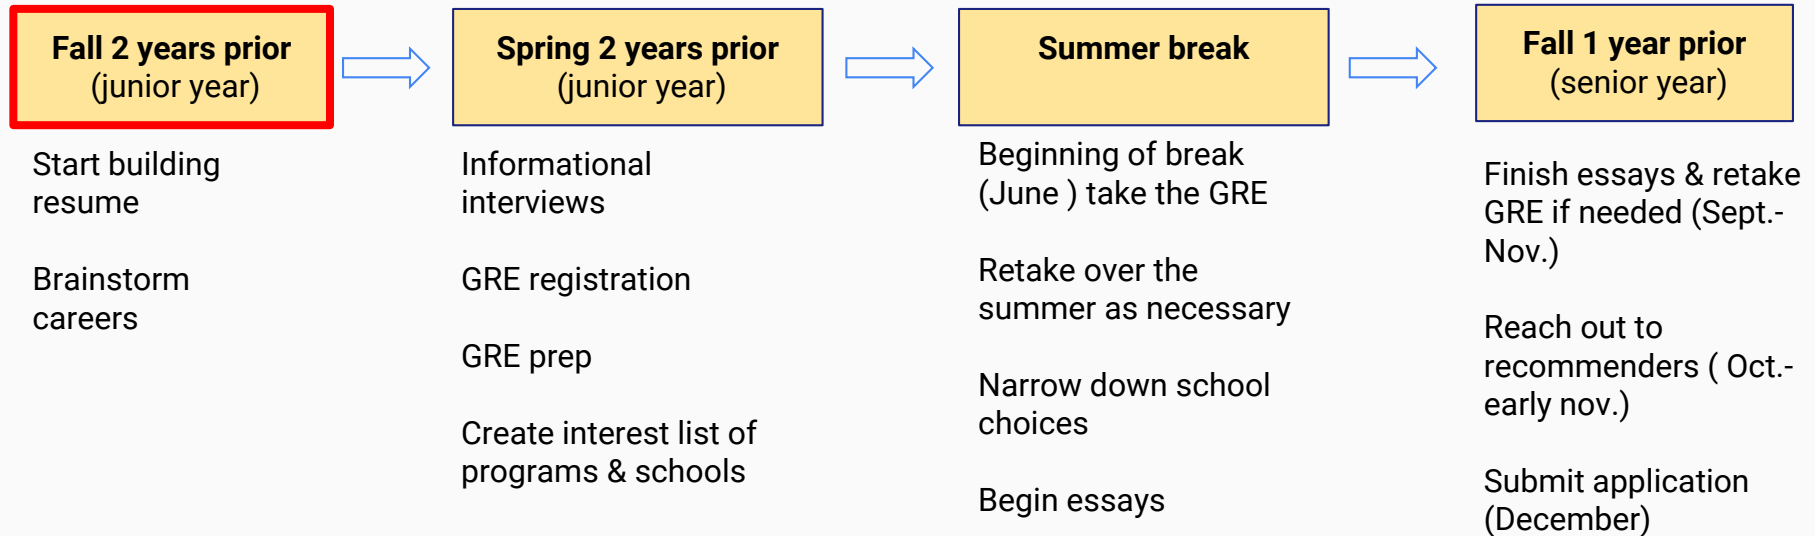 Fall 2 years prior
(junior year)
Start building
resume
Brainstorm
careers
Spring 2 years prior
(junior year)
Informational
interviews
GRE registration
GRE prep
Create interest list of
programs & schools
Summer break
Beginning of break
(June ) take the GRE
Retake over the
summer as necessary
Narrow down school
choices
Begin essays
Fall 1 year prior
(senior year)
Finish essays & retake
GRE if needed (Sept.-
Nov.)
Reach out to
recommenders ( Oct.-
early nov.)
Submit application
(December)